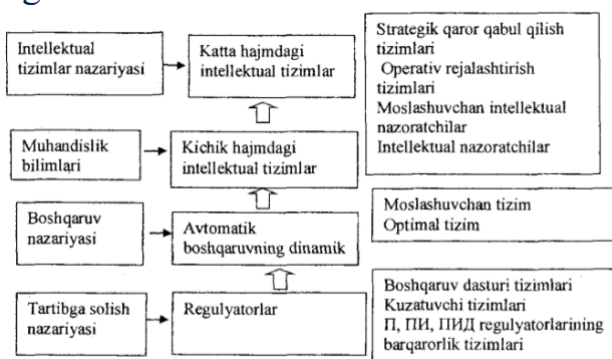 Intellektual
tizimlar nazariyasi
Katta hajmdagi
intellektual tizimlar
Strategik qaror qabul qilish
tizimlari
Operativ rejalashtirish
tizimlari
Moslashuvchan intellektual
nazoratchilar
Intellektual nazoratchilar
Muhandislik
bilimlari
Kichik hajmdagi
intellektual tizimlar
Boshqaruv
nazariyasi
Avtomatik
boshqaruvning dinamik
Moslashuvchan tizim
Optimal tizim
Tartibga solish
nazariyasi
Regulyatorlar
Boshqaruv dasturi tizimlari
Kuzatuvchi tizimlari
П, ПИ, ПИД regulyatorlarining
barqarorlik tizimlari